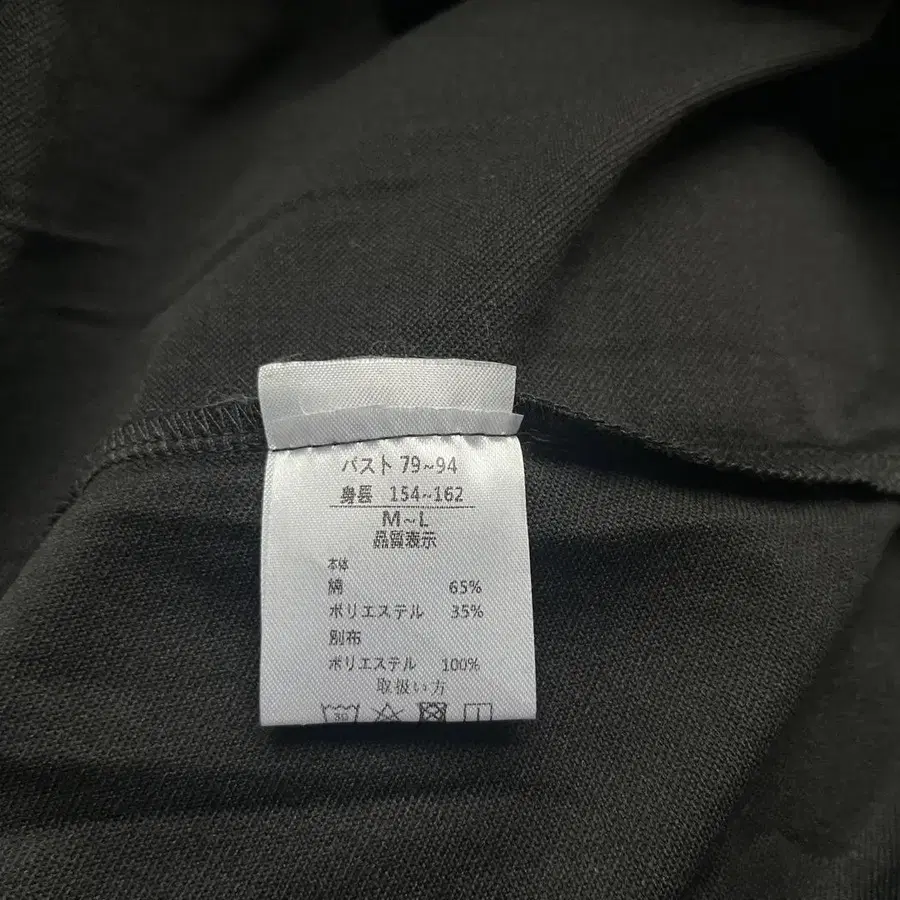 バスト 79~94
身長 154~162
M~L
品質表示
本体
綿 65%
ポリエステル 35%
別布
ポリエステル 100%
取扱い方
30